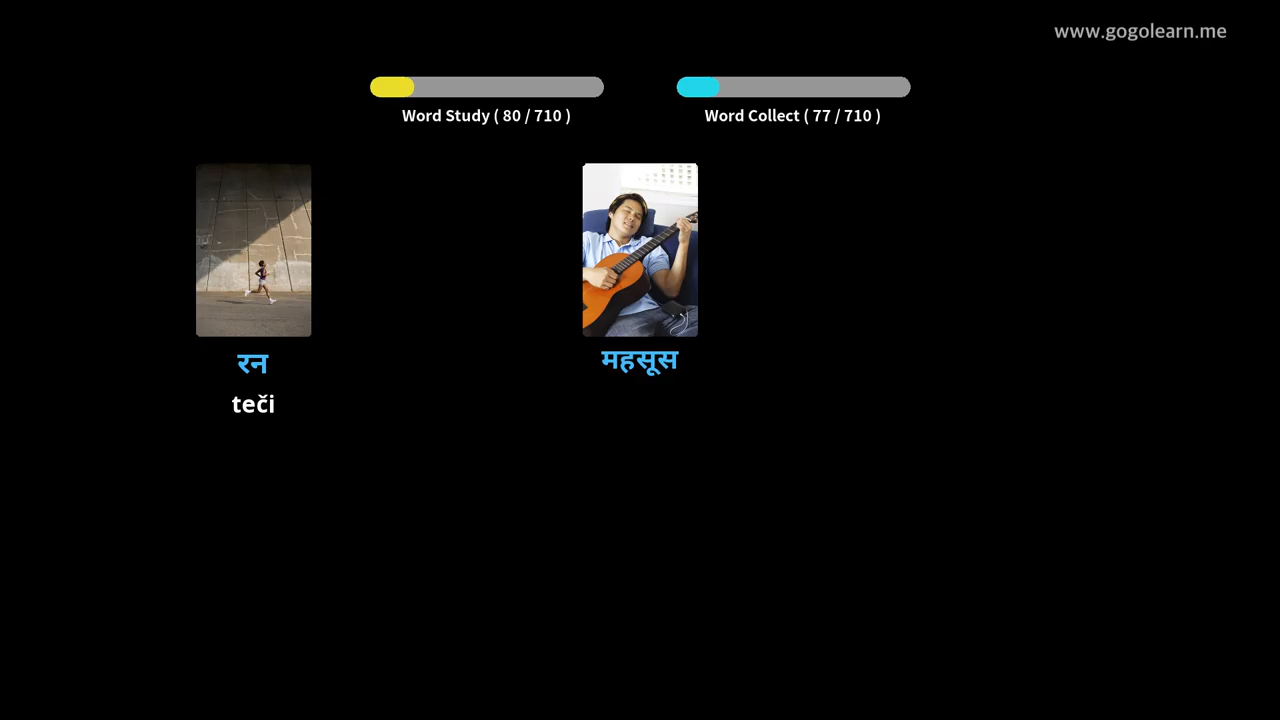 www.gogolearn.me
Word Study ( 80 / 710 )
Word Collect ( 77 / 710 )
रन
महसूस
teči